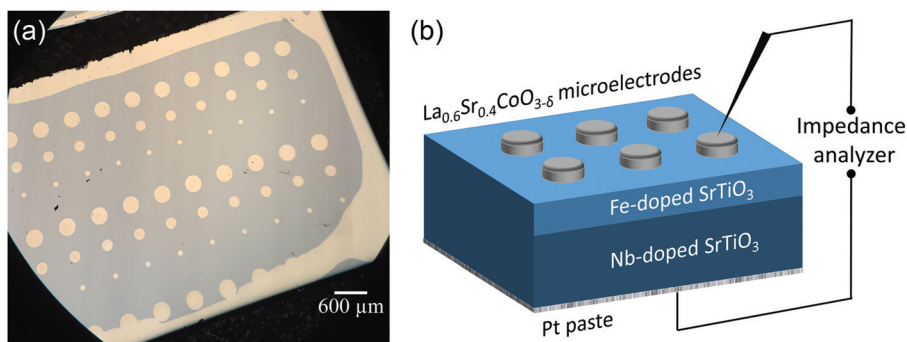 (a)
600 µm
(b)
La₀.₆Sr₀.₄CoO₃₋δ microelectrodes
Impedance
analyzer
Fe-doped SrTiO₃
Nb-doped SrTiO₃
Pt paste